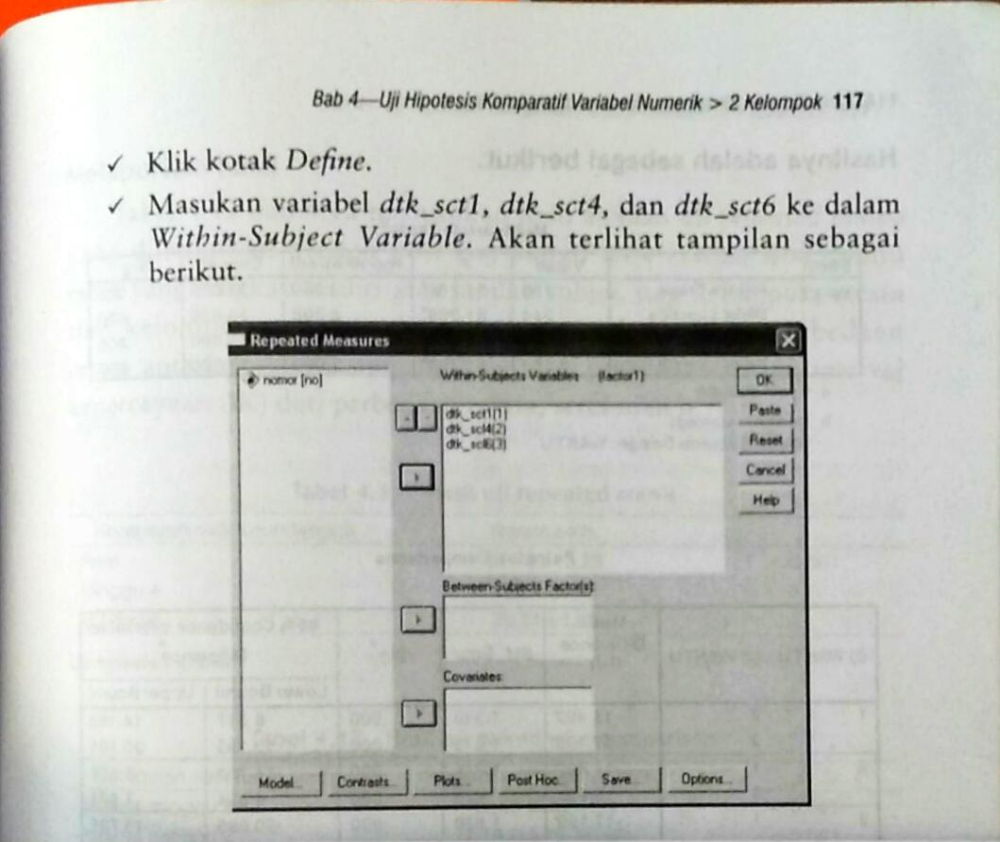 Bab 4—Uji Hipotesis Komparatif Variabel Numerik > 2 Kelompok 117
✓ Klik kotak Define.
✓ Masukan variabel dtk_sct1, dtk_sct4, dan dtk_sct6 ke dalam
Within-Subject Variable. Akan terlihat tampilan sebagai
berikut.
Repeated Measures
nomor [no]
Within-Subjects Variables (factor1)
dtk_sct1(1)
dtk_sct4(2)
dtk_sct6(3)
OK
Paste
Reset
Cancel
Help
Between-Subjects Factor(s):
Covariates:
Model... Contrasts... Plots... Post Hoc... Save... Options...